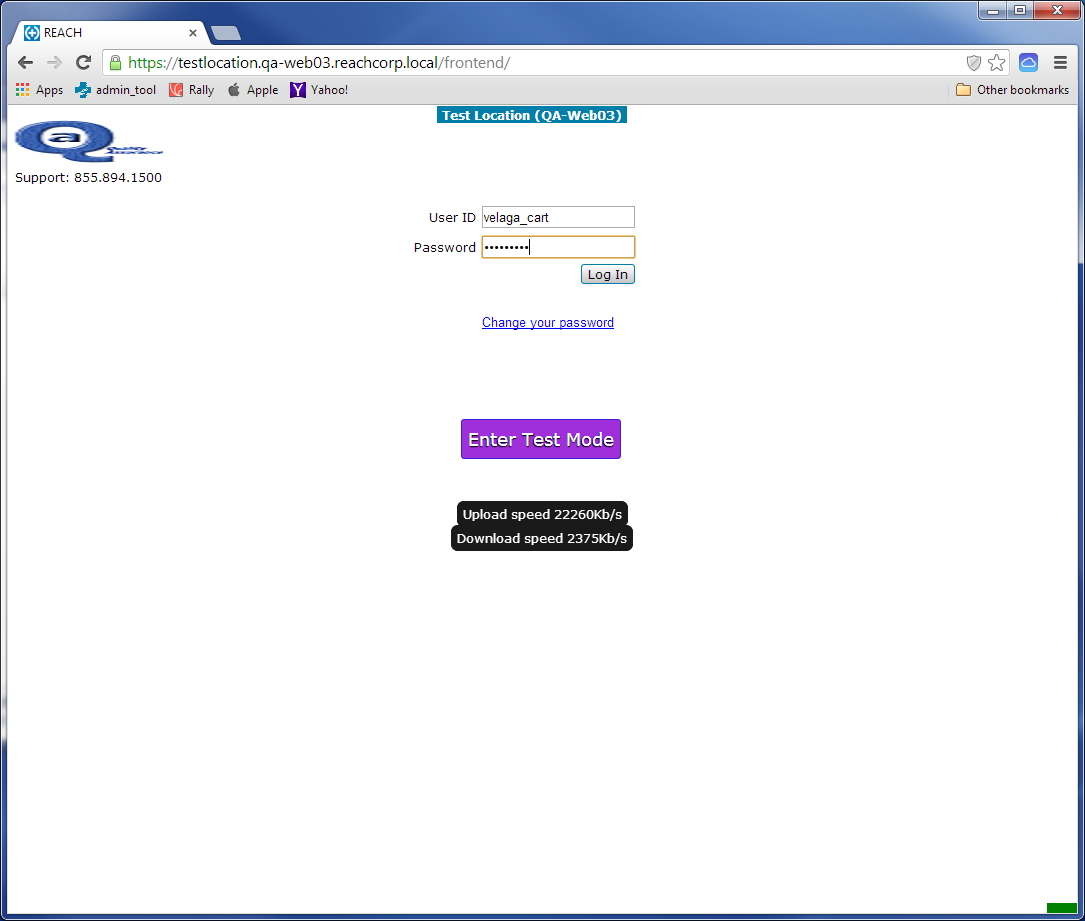 REACH
https://testlocation.qa-web03.reachcorp.local/frontend/
Apps admin_tool Rally Apple Yahoo! Other bookmarks
Test Location (QA-Web03)
Quality Assurance
Support: 855.894.1500
User ID velaga_cart
Password •••••••••
Log In
Change your password
Enter Test Mode
Upload speed 22260Kb/s
Download speed 2375Kb/s